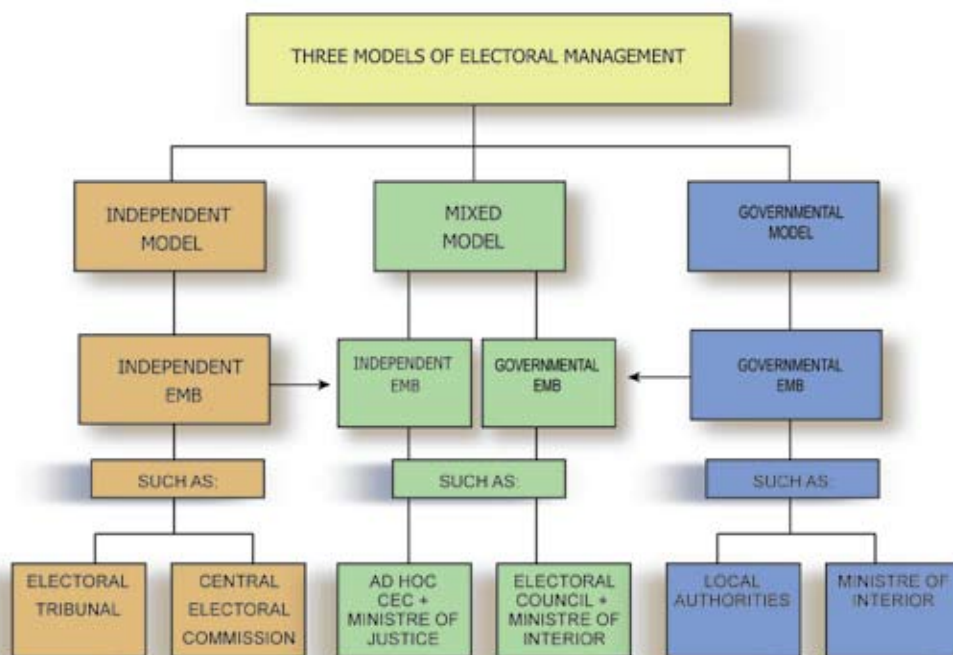 THREE MODELS OF ELECTORAL MANAGEMENT
INDEPENDENT
MODEL
MIXED
MODEL
GOVERNMENTAL
MODEL
INDEPENDENT
EMB
INDEPENDENT
EMB
GOVERNMENTAL
EMB
GOVERNMENTAL
EMB
SUCH AS:
SUCH AS:
SUCH AS:
ELECTORAL
TRIBUNAL
CENTRAL
ELECTORAL
COMMISSION
AD HOC
CEC +
MINISTRE OF
JUSTICE
ELECTORAL
COUNCIL +
MINISTRE OF
INTERIOR
LOCAL
AUTHORITIES
MINISTRE OF
INTERIOR